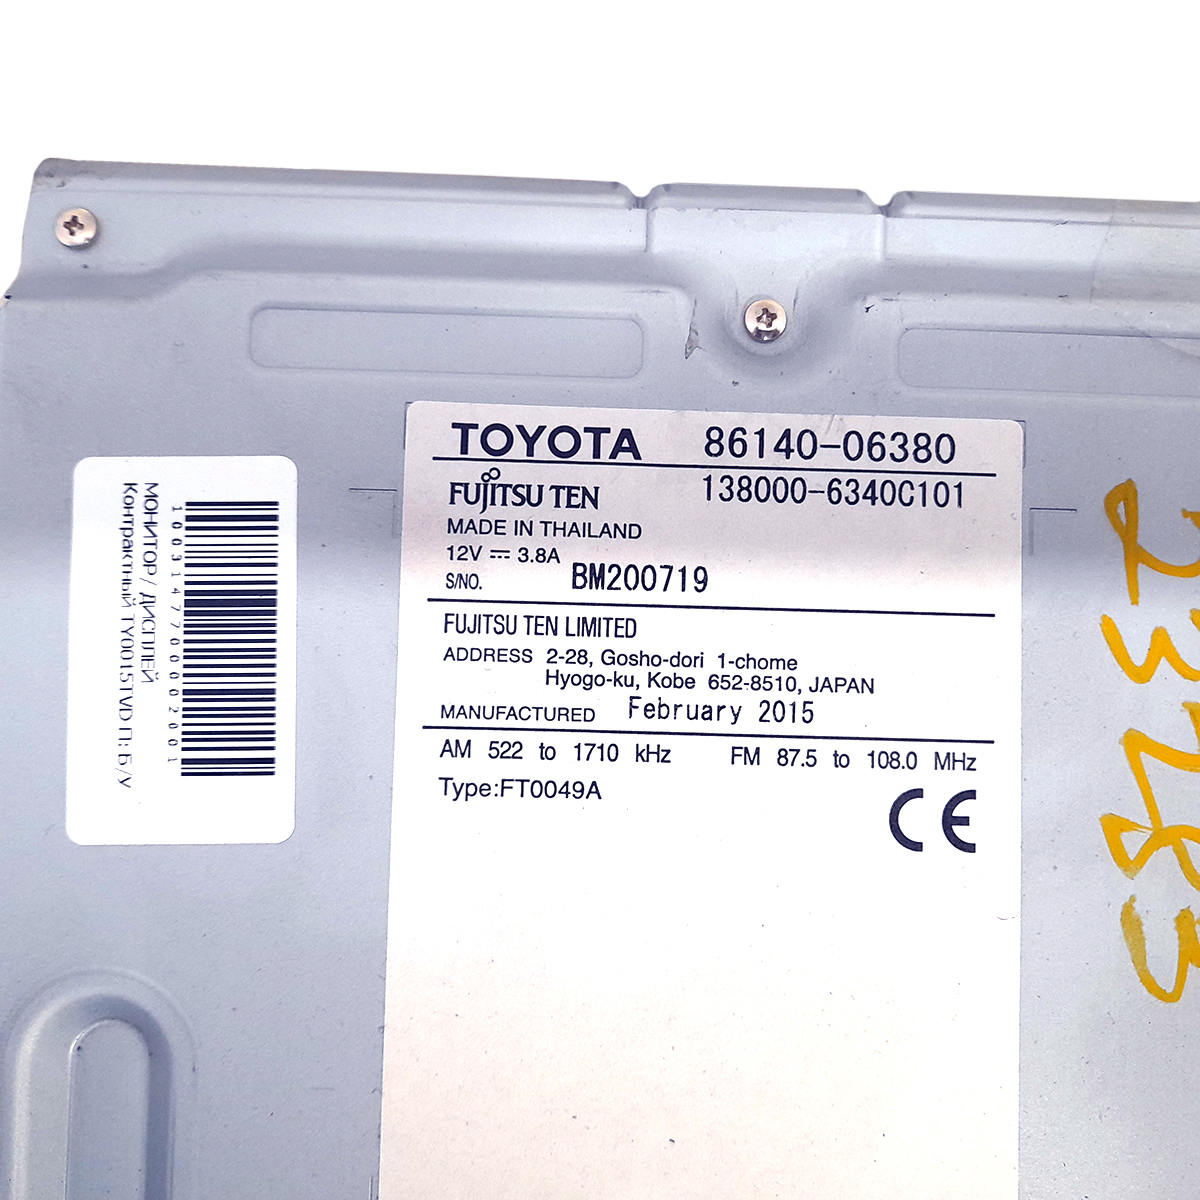 TOYOTA 86140-06380
FUJITSU TEN 138000-6340C101
MADE IN THAILAND
12V 3.8A
S/NO. BM200719
FUJITSU TEN LIMITED
ADDRESS 2-28, Gosho-dori 1-chome
Hyogo-ku, Kobe 652-8510, JAPAN
MANUFACTURED February 2015
AM 522 to 1710 kHz FM 87.5 to 108.0 MHz
Type:FT0049A
CE
1003147700002001
МОНИТОР/ДИСПЛЕЙ
Контрактный TY0015TVD П: Б/У